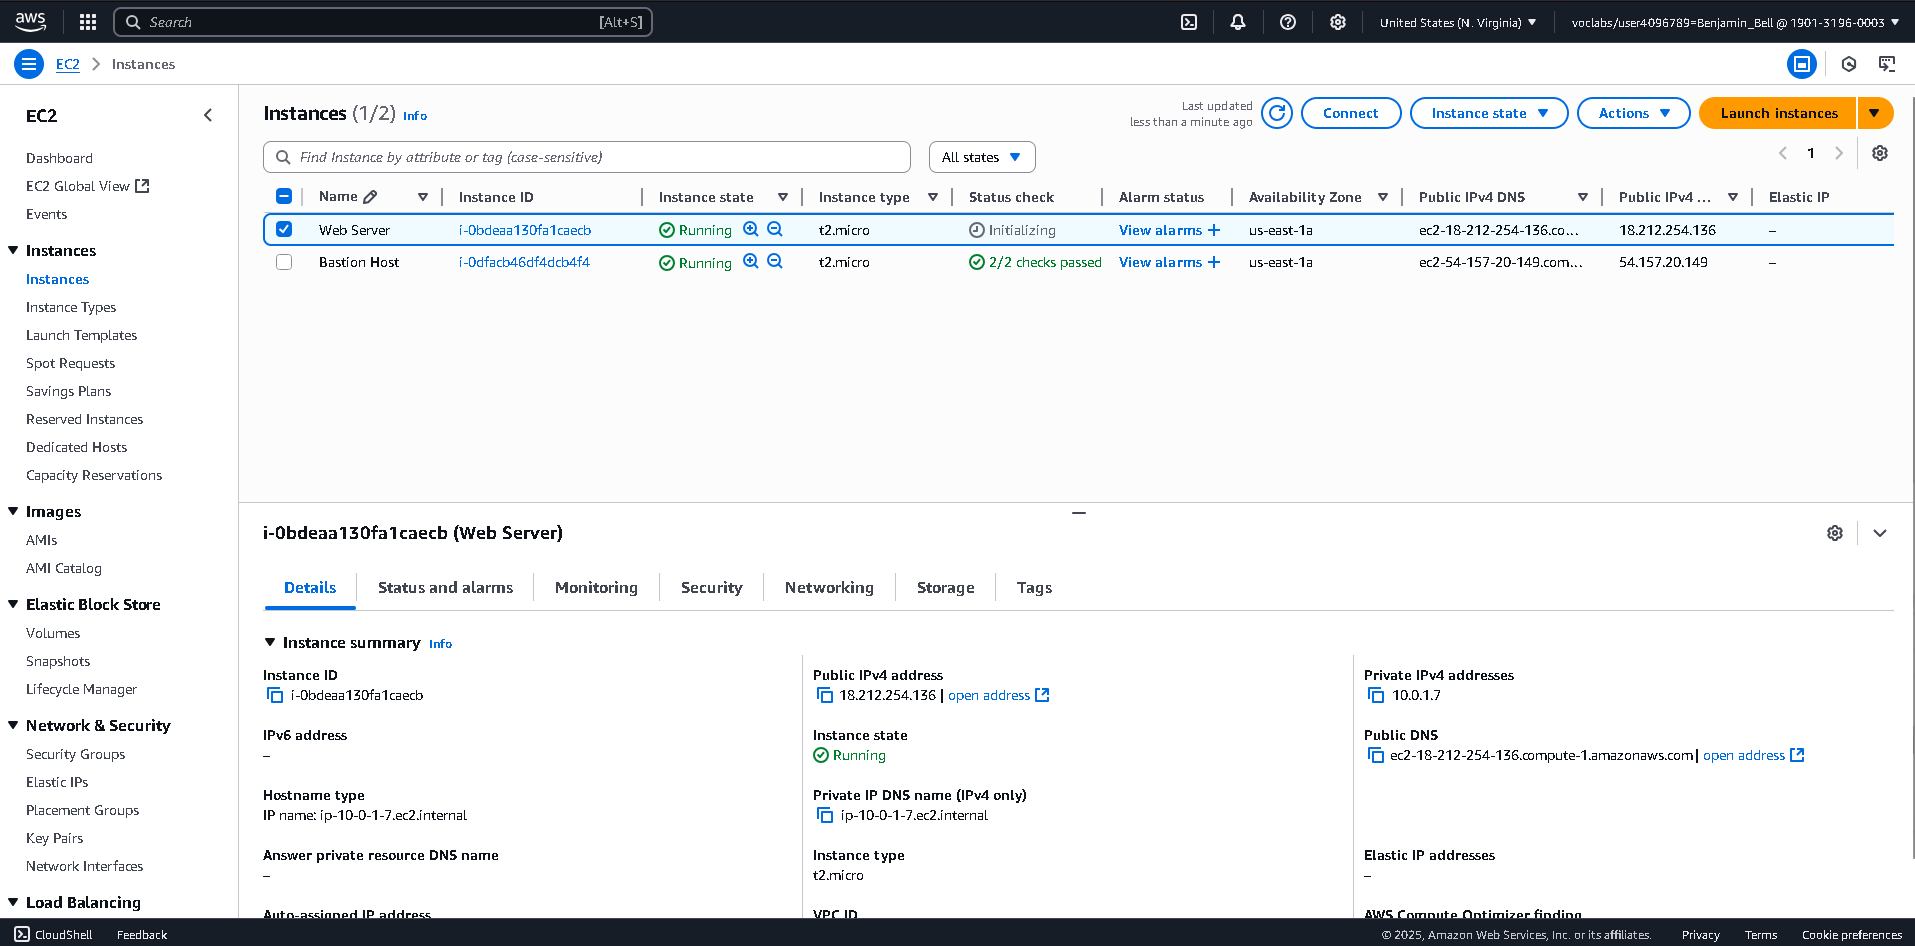 aws
Search [Alt+S]
United States (N. Virginia)
voclabs/user4096789=Benjamin_Bell @ 1901-3196-0003
EC2 Instances
EC2
Dashboard
EC2 Global View
Events
Instances
Instances
Instance Types
Launch Templates
Spot Requests
Savings Plans
Reserved Instances
Dedicated Hosts
Capacity Reservations
Images
AMIs
AMI Catalog
Elastic Block Store
Volumes
Snapshots
Lifecycle Manager
Network & Security
Security Groups
Elastic IPs
Placement Groups
Key Pairs
Network Interfaces
Load Balancing
Instances (1/2) Info
Last updated
less than a minute ago
Connect
Instance state
Actions
Launch instances
Find Instance by attribute or tag (case-sensitive)
All states
1
Name Instance ID Instance state Instance type Status check Alarm status Availability Zone Public IPv4 DNS Public IPv4 ... Elastic IP
Web Server i-0bdeaa130fa1caecb Running t2.micro Initializing View alarms + us-east-1a ec2-18-212-254-136.co... 18.212.254.136 –
Bastion Host i-0dfacb46df4dcb4f4 Running t2.micro 2/2 checks passed View alarms + us-east-1a ec2-54-157-20-149.com... 54.157.20.149 –
i-0bdeaa130fa1caecb (Web Server)
Details Status and alarms Monitoring Security Networking Storage Tags
Instance summary Info
Instance ID
i-0bdeaa130fa1caecb
Public IPv4 address
18.212.254.136 | open address
Private IPv4 addresses
10.0.1.7
IPv6 address
–
Instance state
Running
Public DNS
ec2-18-212-254-136.compute-1.amazonaws.com | open address
Hostname type
IP name: ip-10-0-1-7.ec2.internal
Private IP DNS name (IPv4 only)
ip-10-0-1-7.ec2.internal
Answer private resource DNS name
–
Instance type
t2.micro
Elastic IP addresses
–
Auto-assigned IP address
VPC ID
AWS Compute Optimizer finding
CloudShell Feedback
© 2025, Amazon Web Services, Inc. or its affiliates. Privacy Terms Cookie preferences